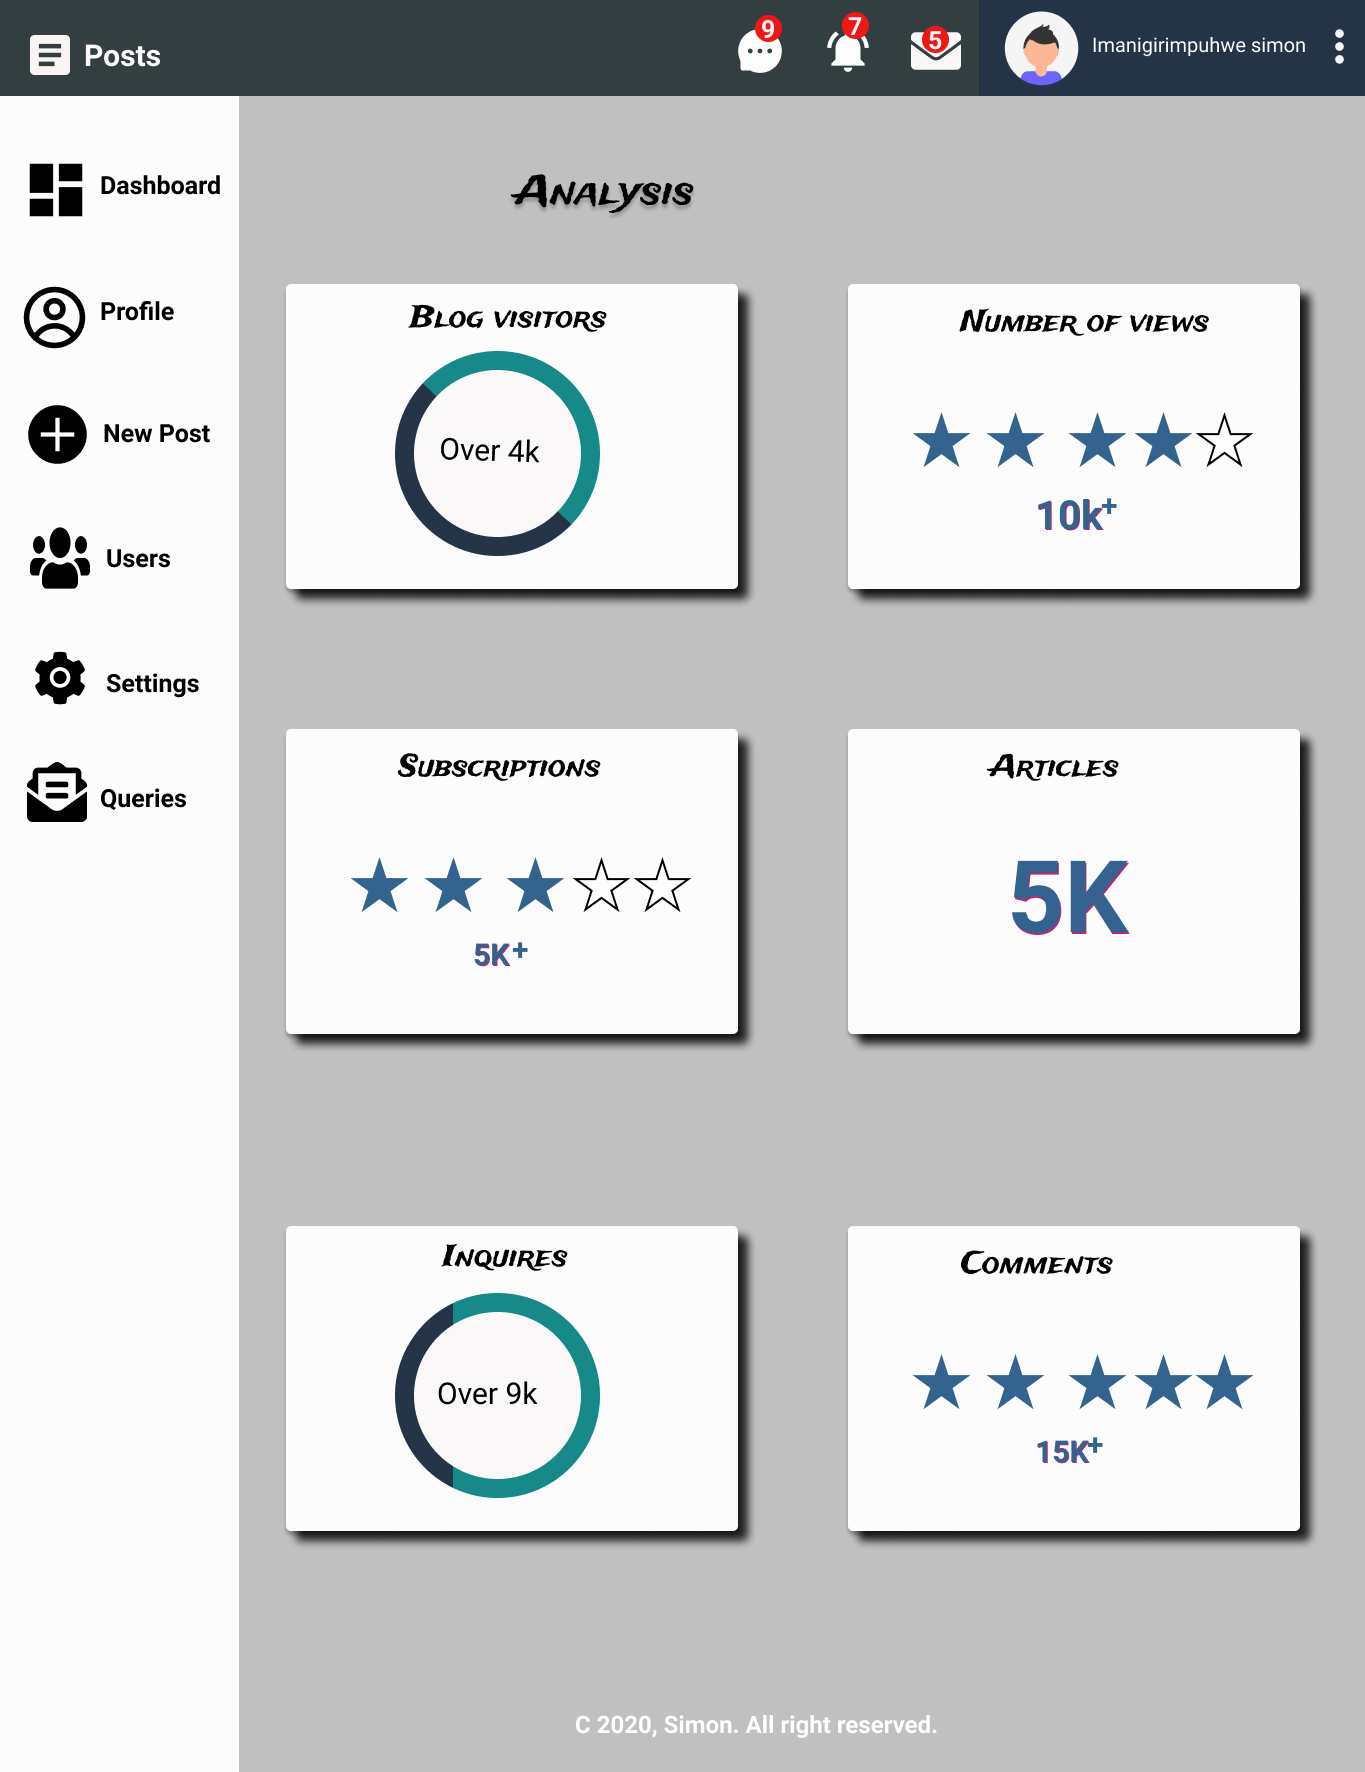 Posts
9
7
5
Imanigirimpuhwe simon
Dashboard
Profile
New Post
Users
Settings
Queries
Analysis
Blog visitors
Over 4k
Number of views
10k+
Subscriptions
5K+
Articles
5K
Inquires
Over 9k
Comments
15K+
C 2020, Simon. All right reserved.